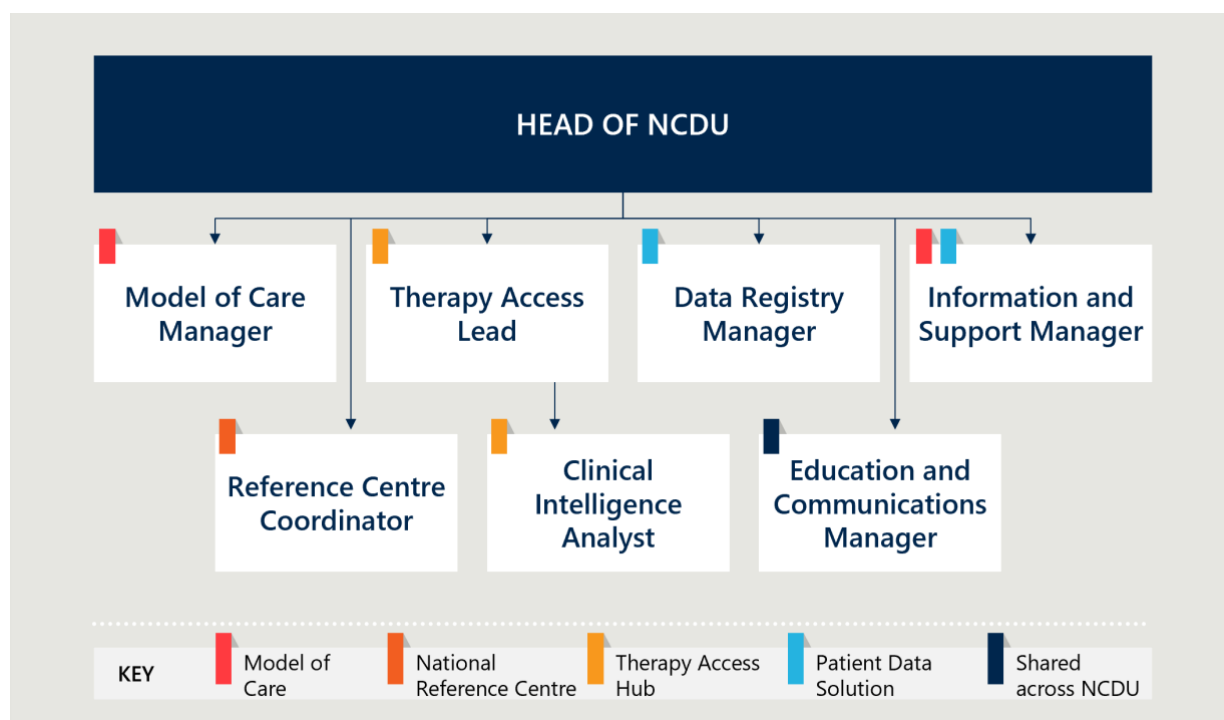 HEAD OF NCDU
Model of Care
Manager
Therapy Access
Lead
Data Registry
Manager
Information and
Support Manager
Reference Centre
Coordinator
Clinical
Intelligence
Analyst
Education and
Communications
Manager
KEY
Model of
Care
National
Reference Centre
Therapy Access
Hub
Patient Data
Solution
Shared
across NCDU